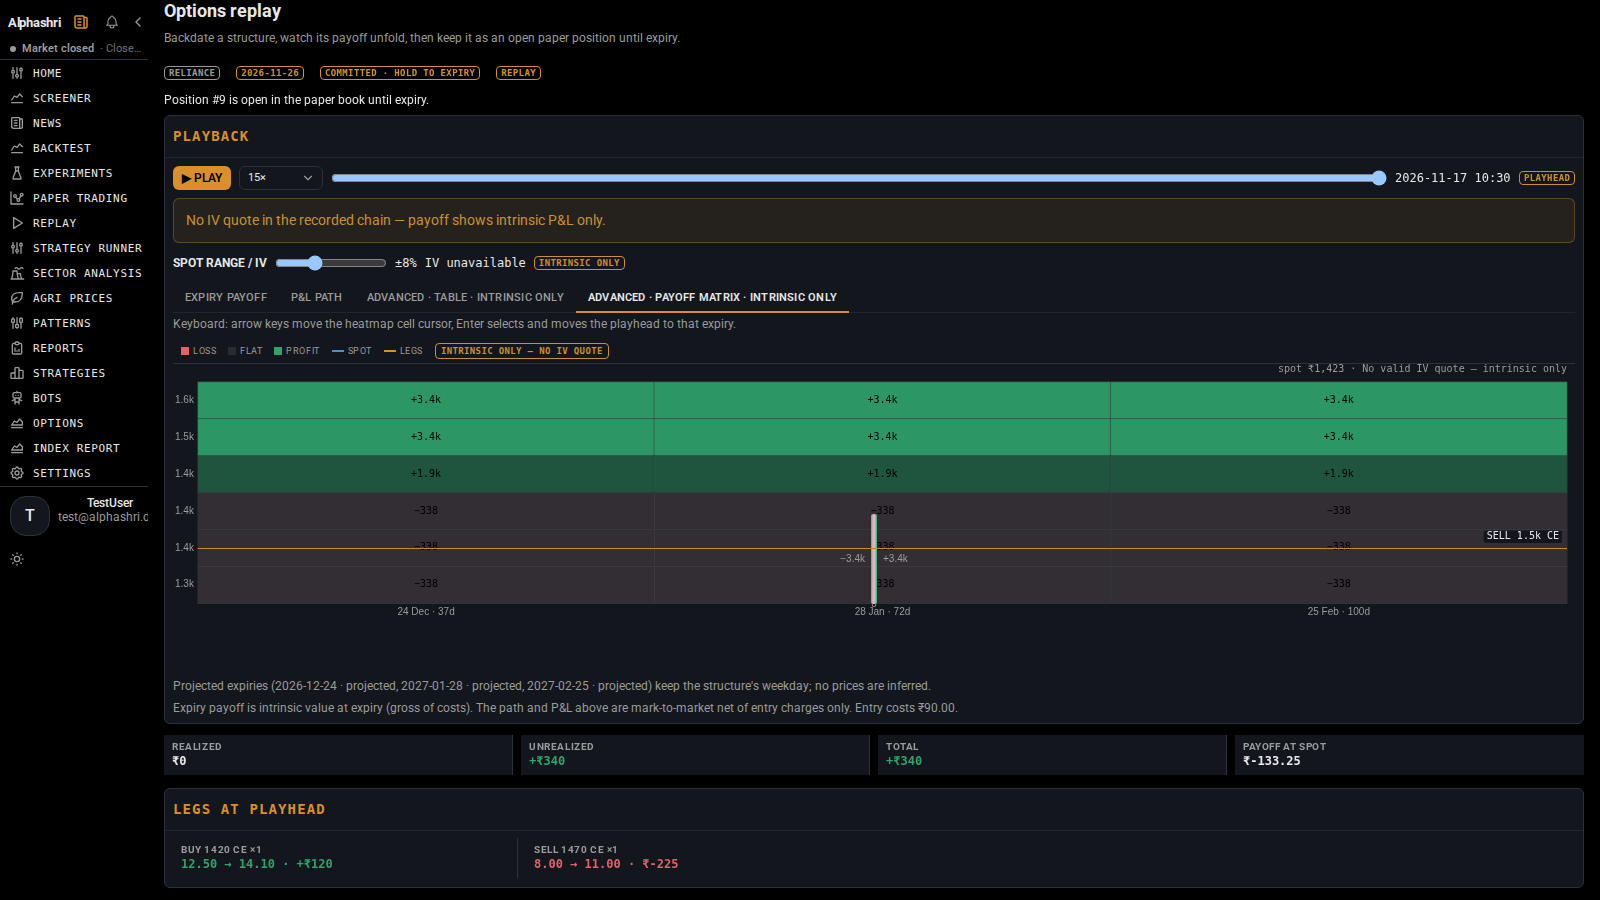 Alphashri
Market closed · Close…
HOME
SCREENER
NEWS
BACKTEST
EXPERIMENTS
PAPER TRADING
REPLAY
STRATEGY RUNNER
SECTOR ANALYSIS
AGRI PRICES
PATTERNS
REPORTS
STRATEGIES
BOTS
OPTIONS
INDEX REPORT
SETTINGS
T
TestUser
test@alphashri.d
Options replay
Backdate a structure, watch its payoff unfold, then keep it as an open paper position until expiry.
RELIANCE 2026-11-26 COMMITTED · HOLD TO EXPIRY REPLAY
Position #9 is open in the paper book until expiry.
PLAYBACK
▶ PLAY 15× 2026-11-17 10:30 PLAYHEAD
No IV quote in the recorded chain — payoff shows intrinsic P&L only.
SPOT RANGE / IV ±8% IV unavailable INTRINSIC ONLY
EXPIRY PAYOFF P&L PATH ADVANCED · TABLE · INTRINSIC ONLY ADVANCED · PAYOFF MATRIX · INTRINSIC ONLY
Keyboard: arrow keys move the heatmap cell cursor, Enter selects and moves the playhead to that expiry.
LOSS FLAT PROFIT SPOT LEGS INTRINSIC ONLY — NO IV QUOTE
spot ₹1,423 · No valid IV quote — intrinsic only
1.6k +3.4k +3.4k +3.4k
1.5k +3.4k +3.4k +3.4k
1.4k +1.9k +1.9k +1.9k
1.4k −338 −338 −338
SELL 1.5k CE
1.4k −338 338 −338
−3.4k +3.4k
1.3k −338 338 −338
24 Dec · 37d 28 Jan · 72d 25 Feb · 100d
Projected expiries (2026-12-24 · projected, 2027-01-28 · projected, 2027-02-25 · projected) keep the structure's weekday; no prices are inferred.
Expiry payoff is intrinsic value at expiry (gross of costs). The path and P&L above are mark-to-market net of entry charges only. Entry costs ₹90.00.
REALIZED
₹0
UNREALIZED
+₹340
TOTAL
+₹340
PAYOFF AT SPOT
₹-133.25
LEGS AT PLAYHEAD
BUY 1420 CE ×1
12.50 → 14.10 · +₹120
SELL 1470 CE ×1
8.00 → 11.00 · ₹-225